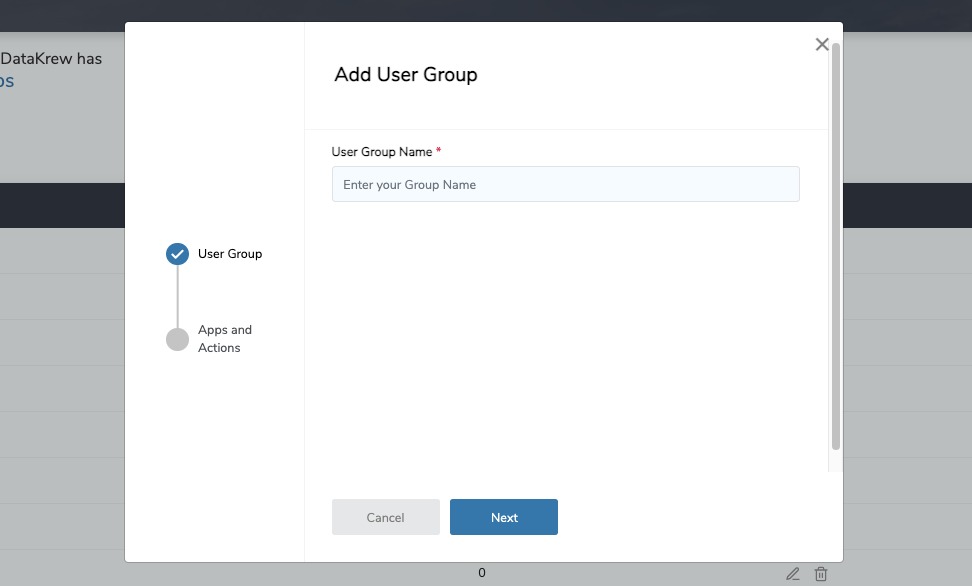 DataKrew has
Add User Group
User Group Name *
Enter your Group Name
User Group
Apps and
Actions
Cancel
Next
0